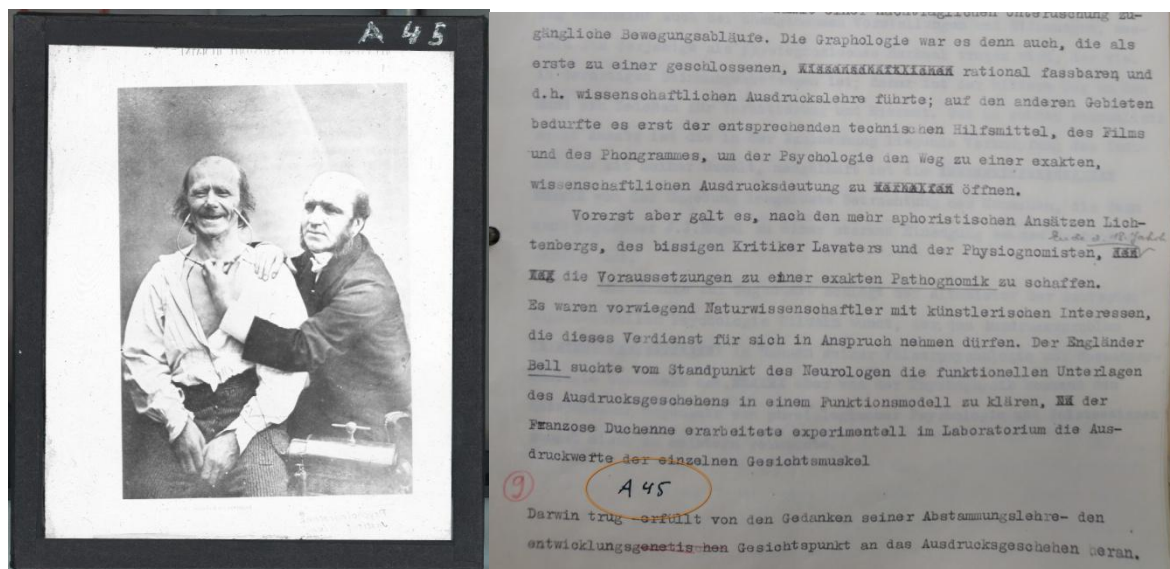 A 45
gängliche Bewegungsabläufe. Die Graphologie war es denn auch, die als
erste zu einer geschlossenen, rational fassbaren und
d.h. wissenschaftlichen Ausdruckslehre führte; auf den anderen Gebieten
bedurfte es erst der entsprechenden technischen Hilfsmittel, des Films
und des Phongrammes, um der Psychologie den Weg zu einer exakten,
wissenschaftlichen Ausdrucksdeutung zu öffnen.
Vorerst aber galt es, nach den mehr aphoristischen Ansätzen Lich-
Ende d. 18. Jahrh
tenbergs, des bissigen Kritiker Lavaters und der Physiognomisten,
die Voraussetzungen zu einer exakten Pathognomik zu schaffen.
Es waren vorwiegend Naturwissenschaftler mit künstlerischen Interessen,
die dieses Verdienst für sich in Anspruch nehmen dürfen. Der Engländer
Bell suchte vom Standpunkt des Neurologen die funktionellen Unterlagen
des Ausdrucksgeschehens in einem Funktionsmodell zu klären, der
Franzose Duchenne erarbeitete experimentell im Laboratorium die Aus-
druckwerte der einzelnen Gesichtsmuskel
9 A 45
Darwin trug -erfüllt von den Gedanken seiner Abstammungslehre- den
entwicklungsgenetischen Gesichtspunkt an das Ausdrucksgeschehen heran.